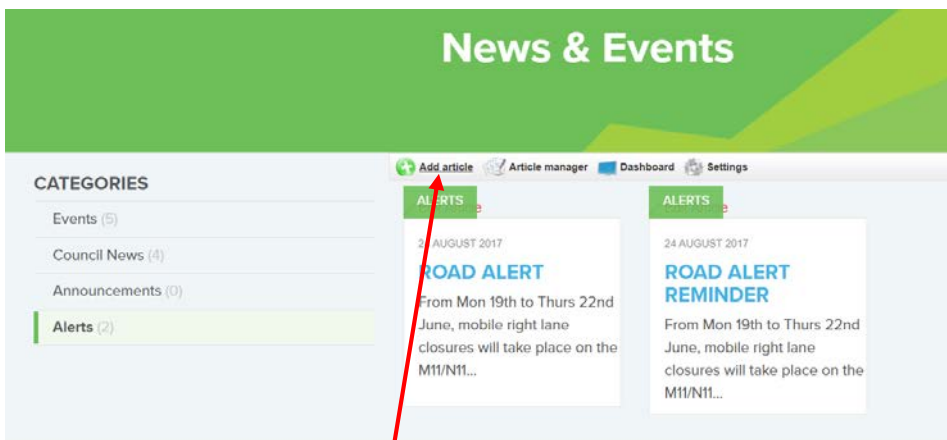 News & Events
CATEGORIES
Events (5)
Council News (4)
Announcements (0)
Alerts (2)
Add article Article manager Dashboard Settings
ALERTS
24 AUGUST 2017
ROAD ALERT
From Mon 19th to Thurs 22nd
June, mobile right lane
closures will take place on the
M11/N11...
ALERTS
24 AUGUST 2017
ROAD ALERT
REMINDER
From Mon 19th to Thurs 22nd
June, mobile right lane
closures will take place on the
M11/N11...